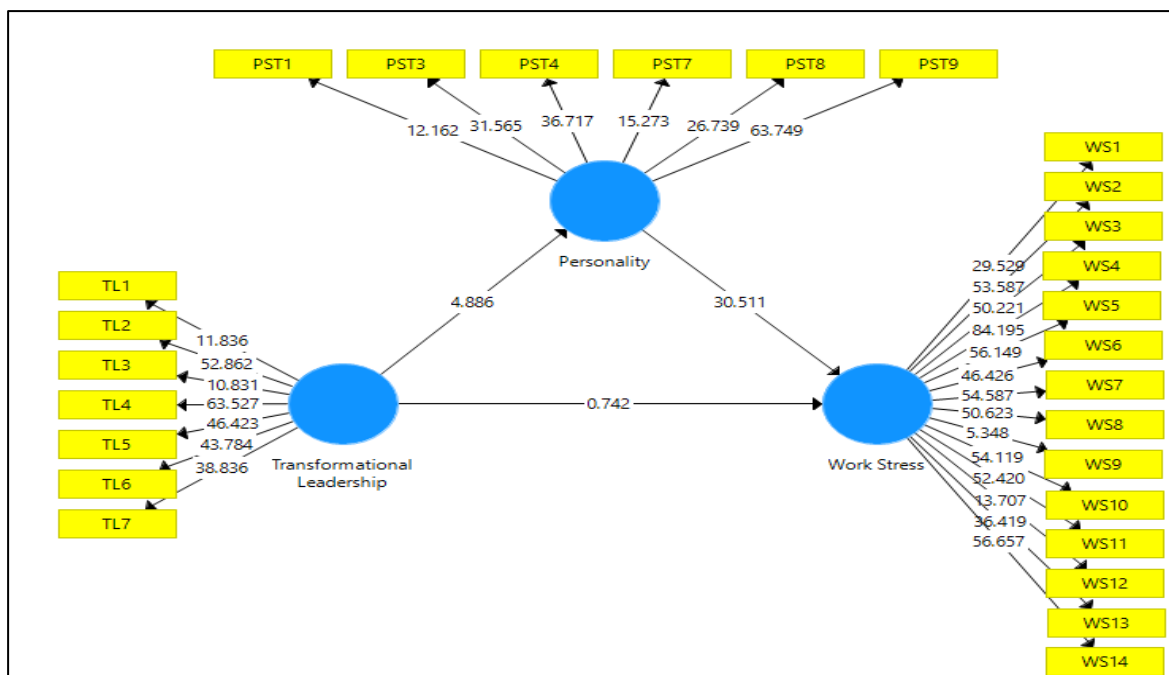 PST1 PST3 PST4 PST7 PST8 PST9
12.162 31.565 36.717 15.273 26.739 63.749
Personality
4.886
30.511
TL1
TL2
TL3
TL4
TL5
TL6
TL7
11.836
52.862
10.831
63.527
46.423
43.784
38.836
Transformational
Leadership
0.742
Work Stress
29.529
53.587
50.221
84.195
56.149
46.426
54.587
50.623
5.348
54.119
52.420
13.707
36.419
56.657
WS1
WS2
WS3
WS4
WS5
WS6
WS7
WS8
WS9
WS10
WS11
WS12
WS13
WS14